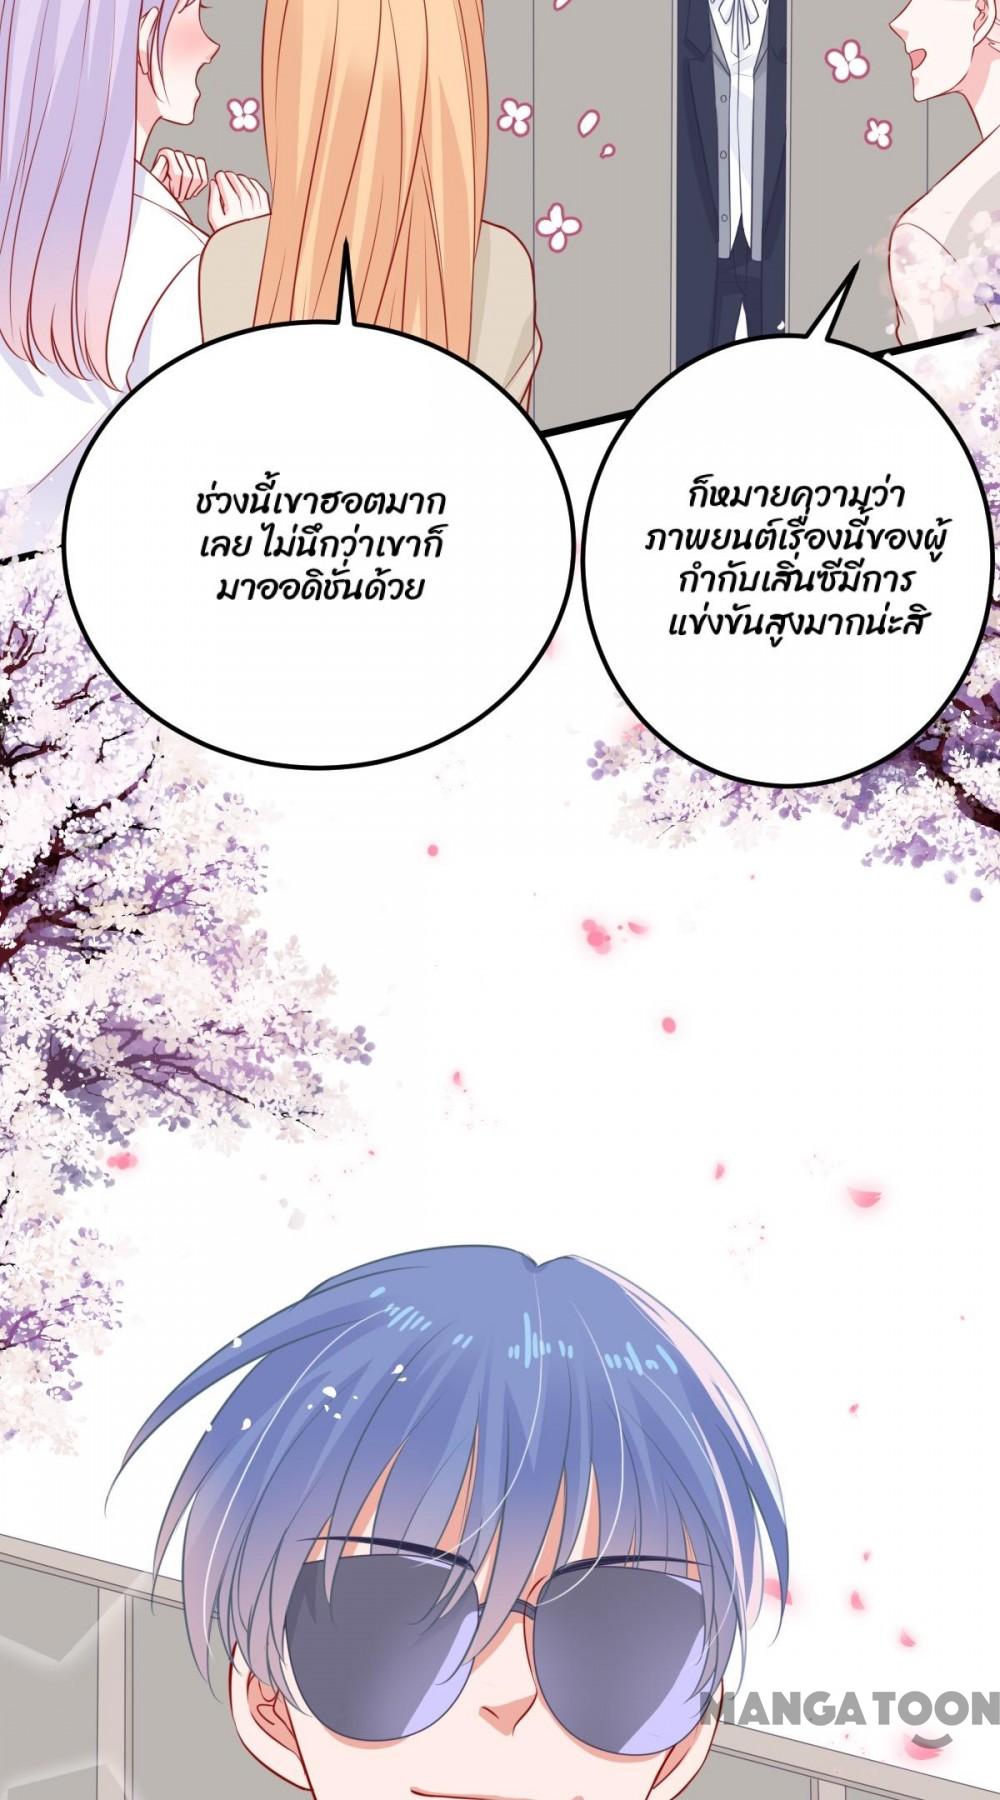 ช่วงนี้เขาฮอตมาก
เลย ไม่นึกว่าเขาก็
มาออดิชั่นด้วย
ก็หมายความว่า
ภาพยนต์เรื่องนี้ของผู้
กำกับเสิ่นซีมีการ
แข่งขันสูงมากน่ะสิ
MANGATOON